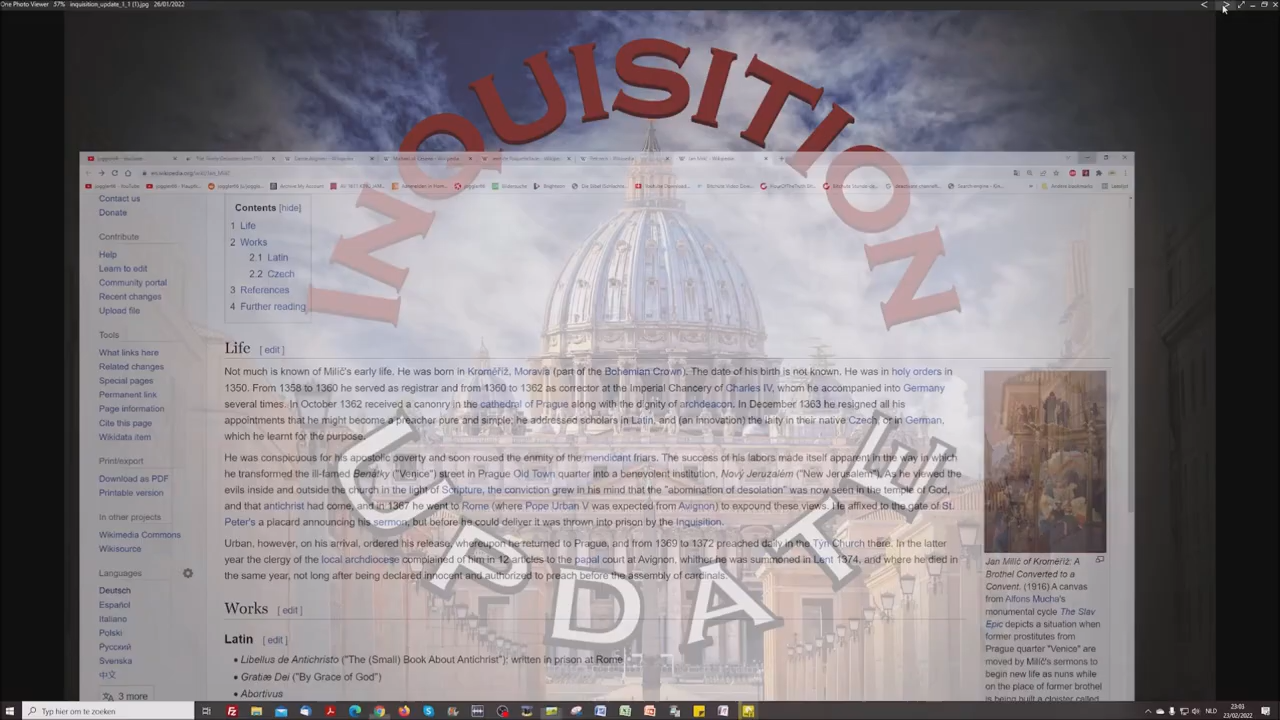 One Photo Viewer 57% inquisition_update_1_1 (1).jpg 26/01/2022
INQUISITION
UPDATE
Contact us
Donate
Contribute
Help
Learn to edit
Community portal
Recent changes
Upload file
Tools
What links here
Related changes
Special pages
Permanent link
Page information
Cite this page
Wikidata item
Print/export
Download as PDF
Printable version
In other projects
Wikimedia Commons
Wikisource
Languages
Deutsch
Español
Italiano
Polski
Русский
Svenska
中文
3 more
Contents [hide]
1 Life
2 Works
2.1 Latin
2.2 Czech
3 References
4 Further reading
Life [ edit ]
Not much is known of Milíč's early life. He was born in Kroměříž, Moravia (part of the Bohemian Crown). The date of his birth is not known. He was in holy orders in
1350. From 1358 to 1360 he served as registrar and from 1360 to 1362 as corrector at the Imperial Chancery of Charles IV, whom he accompanied into Germany
several times. In October 1362 received a canonry in the cathedral of Prague along with the dignity of archdeacon. In December 1363 he resigned all his
appointments that he might become a preacher pure and simple; he addressed scholars in Latin, and (an innovation) the laity in their native Czech, or in German,
which he learnt for the purpose.
He was conspicuous for his apostolic poverty and soon roused the enmity of the mendicant friars. The success of his labors made itself apparent in the way in which
he transformed the ill-famed Benátky ("Venice") street in Prague Old Town quarter into a benevolent institution, Nový Jeruzalém ("New Jerusalem"). As he viewed the
evils inside and outside the church in the light of Scripture, the conviction grew in his mind that the "abomination of desolation" was now seen in the temple of God,
and that antichrist had come, and in 1367 he went to Rome (where Pope Urban V was expected from Avignon) to expound these views. He affixed to the gate of St.
Peter's a placard announcing his sermon, but before he could deliver it was thrown into prison by the Inquisition.
Urban, however, on his arrival, ordered his release, whereupon he returned to Prague, and from 1369 to 1372 preached daily in the Týn Church there. In the latter
year the clergy of the local archdiocese complained of him in 12 articles to the papal court at Avignon, whither he was summoned in Lent 1374, and where he died in
the same year, not long after being declared innocent and authorized to preach before the assembly of cardinals.
Works [ edit ]
Latin [ edit ]
• Libellus de Antichristo ("The (Small) Book About Antichrist"); written in prison at Rome
• Gratiæ Dei ("By Grace of God")
• Abortivus
Jan Milíč of Kroměříž: A
Brothel Converted to a
Convent. (1916) A canvas
from Alfons Mucha's
monumental cycle The Slav
Epic depicts a situation when
former prostitutes from
Prague quarter "Venice" are
moved by Milíč's sermons to
begin new life as nuns while
on the place of former brothel
is being built a cloister called
Typ hier om te zoeken
NLD
23:03
23/02/2022